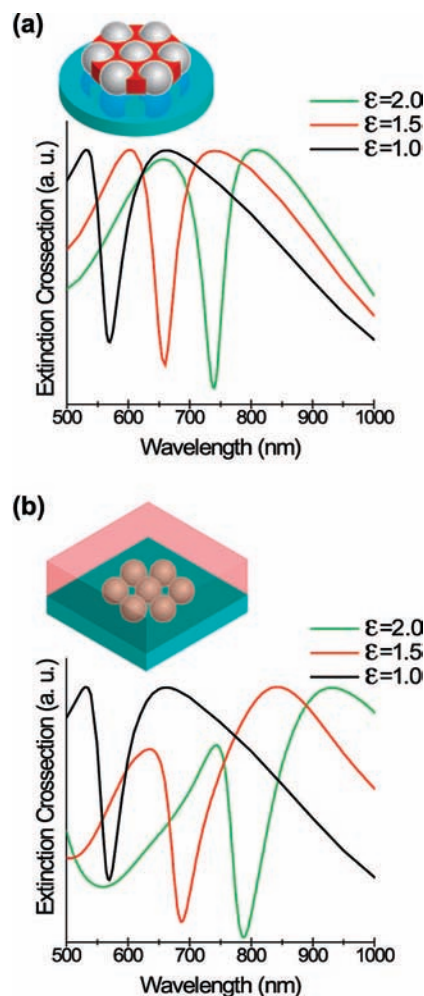 (a)
ε=2.0
ε=1.5
ε=1.0
Extinction Crossection (a. u.)
500 600 700 800 900 1000
Wavelength (nm)
(b)
ε=2.0
ε=1.5
ε=1.0
Extinction Crossection (a. u.)
500 600 700 800 900 1000
Wavelength (nm)